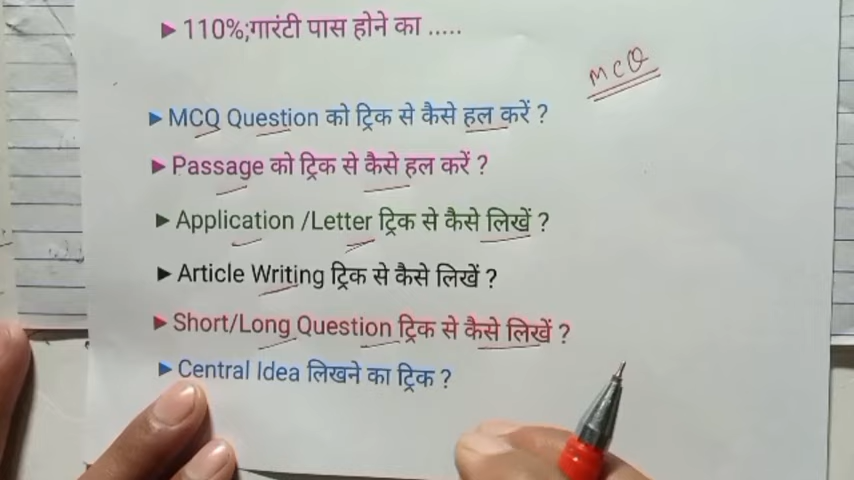 ►110%;गारंटी पास होने का .....
MCQ
►MCQ Question को ट्रिक से कैसे हल करें ?
►Passage को ट्रिक से कैसे हल करें ?
►Application /Letter ट्रिक से कैसे लिखें ?
►Article Writing ट्रिक से कैसे लिखें ?
►Short/Long Question ट्रिक से कैसे लिखें ?
►Central Idea लिखने का ट्रिक ?